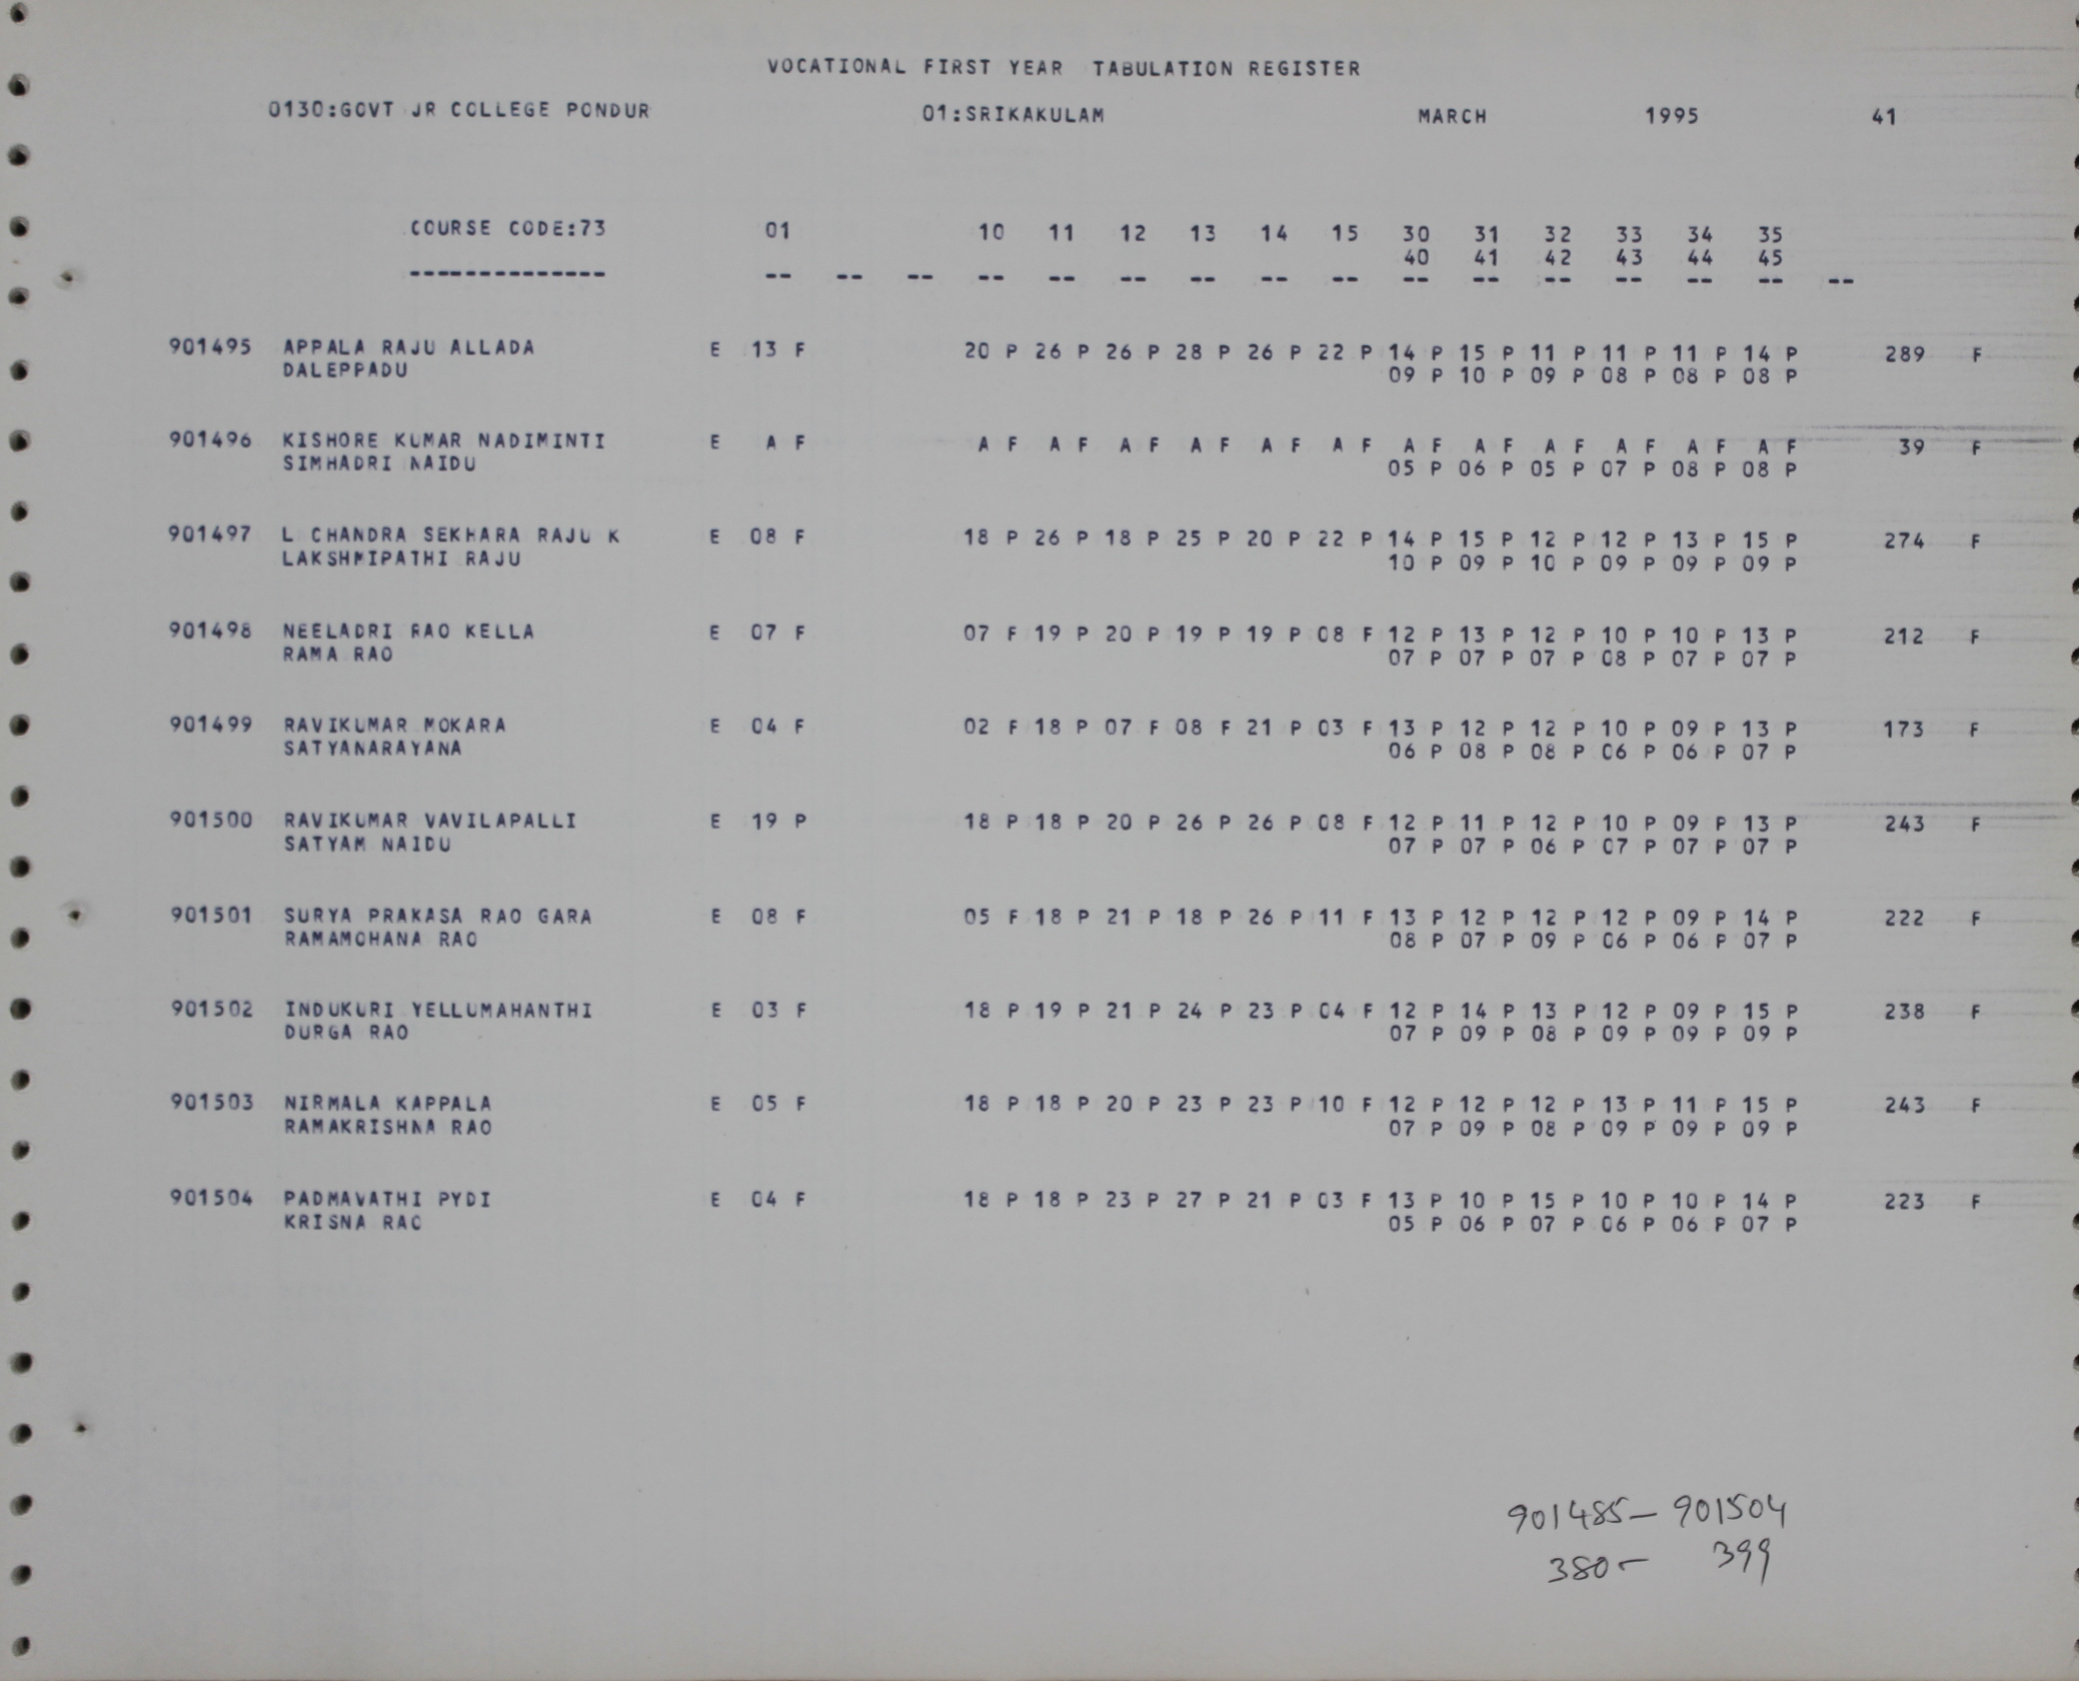 VOCATIONAL FIRST YEAR TABULATION REGISTER
0130:GOVT JR COLLEGE PONDUR 01:SRIKAKULAM MARCH 1995 41
COURSE CODE:73 01 10 11 12 13 14 15 30 31 32 33 34 35
40 41 42 43 44 45
-------------- -- -- -- -- -- -- -- -- -- -- -- -- -- -- -- --
901495 APPALA RAJU ALLADA E 13 F 20 P 26 P 26 P 28 P 26 P 22 P 14 P 15 P 11 P 11 P 11 P 14 P 289 F
DALEPPADU 09 P 10 P 09 P 08 P 08 P 08 P
901496 KISHORE KUMAR NADIMINTI E A F A F A F A F A F A F A F A F A F A F A F A F A F 39 F
SIMHADRI NAIDU 05 P 06 P 05 P 07 P 08 P 08 P
901497 L CHANDRA SEKHARA RAJU K E 08 F 18 P 26 P 18 P 25 P 20 P 22 P 14 P 15 P 12 P 12 P 13 P 15 P 274 F
LAKSHMIPATHI RAJU 10 P 09 P 10 P 09 P 09 P 09 P
901498 NEELADRI RAO KELLA E 07 F 07 F 19 P 20 P 19 P 19 P 08 F 12 P 13 P 12 P 10 P 10 P 13 P 212 F
RAMA RAO 07 P 07 P 07 P 08 P 07 P 07 P
901499 RAVIKUMAR MOKARA E 04 F 02 F 18 P 07 F 08 F 21 P 03 F 13 P 12 P 12 P 10 P 09 P 13 P 173 F
SATYANARAYANA 06 P 08 P 08 P 06 P 06 P 07 P
901500 RAVIKUMAR VAVILAPALLI E 19 P 18 P 18 P 20 P 26 P 26 P 08 F 12 P 11 P 12 P 10 P 09 P 13 P 243 F
SATYAM NAIDU 07 P 07 P 06 P 07 P 07 P 07 P
901501 SURYA PRAKASA RAO GARA E 08 F 05 F 18 P 21 P 18 P 26 P 11 F 13 P 12 P 12 P 12 P 09 P 14 P 222 F
RAMAMOHANA RAO 08 P 07 P 09 P 06 P 06 P 07 P
901502 INDUKURI YELLUMAHANTHI E 03 F 18 P 19 P 21 P 24 P 23 P 04 F 12 P 14 P 13 P 12 P 09 P 15 P 238 F
DURGA RAO 07 P 09 P 08 P 09 P 09 P 09 P
901503 NIRMALA KAPPALA E 05 F 18 P 18 P 20 P 23 P 23 P 10 F 12 P 12 P 12 P 13 P 11 P 15 P 243 F
RAMAKRISHNA RAO 07 P 09 P 08 P 09 P 09 P 09 P
901504 PADMAVATHI PYDI E 04 F 18 P 18 P 23 P 27 P 21 P 03 F 13 P 10 P 15 P 10 P 10 P 14 P 223 F
KRISNA RAO 05 P 06 P 07 P 06 P 06 P 07 P
901485 - 901504
380 - 399